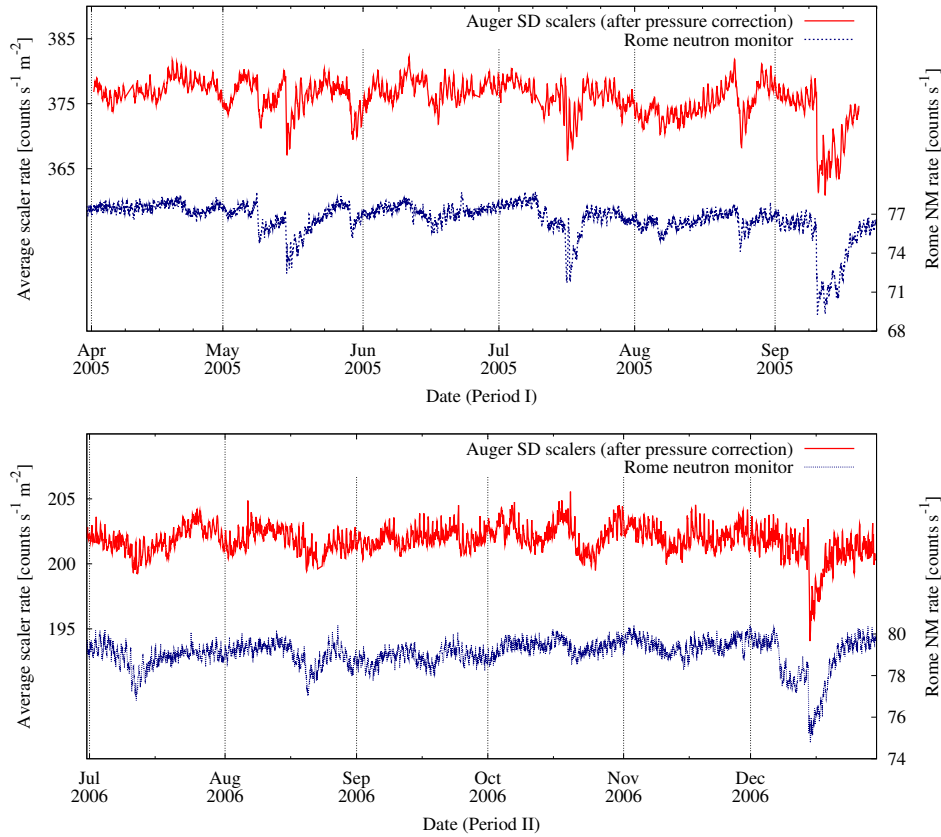 Auger SD scalers (after pressure correction)
Rome neutron monitor
Average scaler rate [counts s⁻¹ m⁻²]
385
375
365
77
74
71
68
Rome NM rate [counts s⁻¹]
Apr 2005
May 2005
Jun 2005
Jul 2005
Aug 2005
Sep 2005
Date (Period I)
Auger SD scalers (after pressure correction)
Rome neutron monitor
Average scaler rate [counts s⁻¹ m⁻²]
205
200
195
80
78
76
74
Rome NM rate [counts s⁻¹]
Jul 2006
Aug 2006
Sep 2006
Oct 2006
Nov 2006
Dec 2006
Date (Period II)